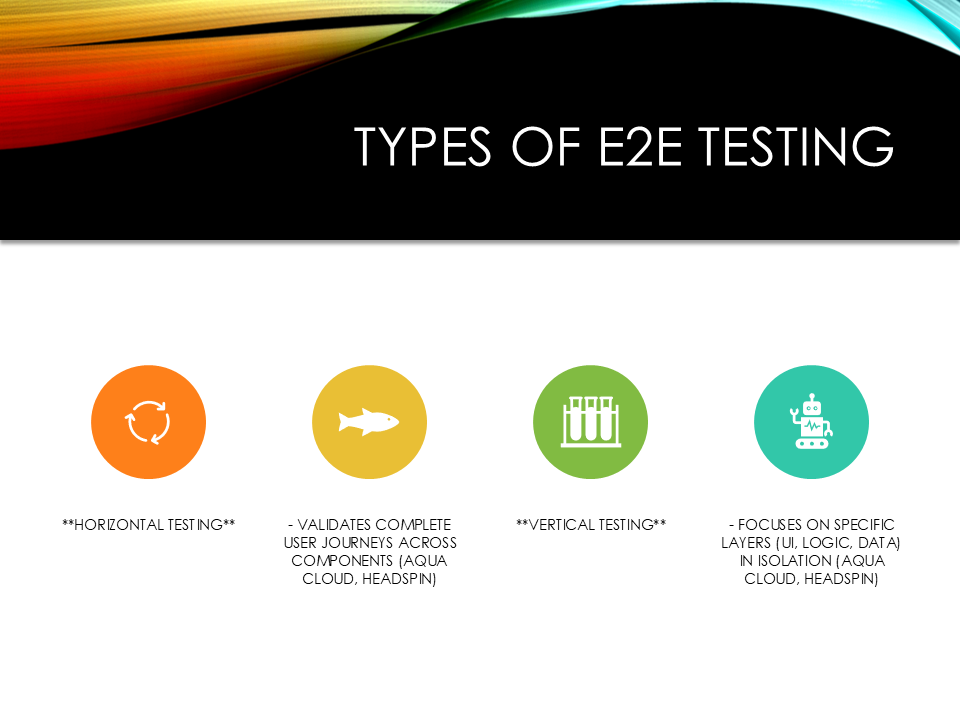 TYPES OF E2E TESTING
**HORIZONTAL TESTING**
- VALIDATES COMPLETE
USER JOURNEYS ACROSS
COMPONENTS (AQUA
CLOUD, HEADSPIN)
**VERTICAL TESTING**
- FOCUSES ON SPECIFIC
LAYERS (UI, LOGIC, DATA)
IN ISOLATION (AQUA
CLOUD, HEADSPIN)